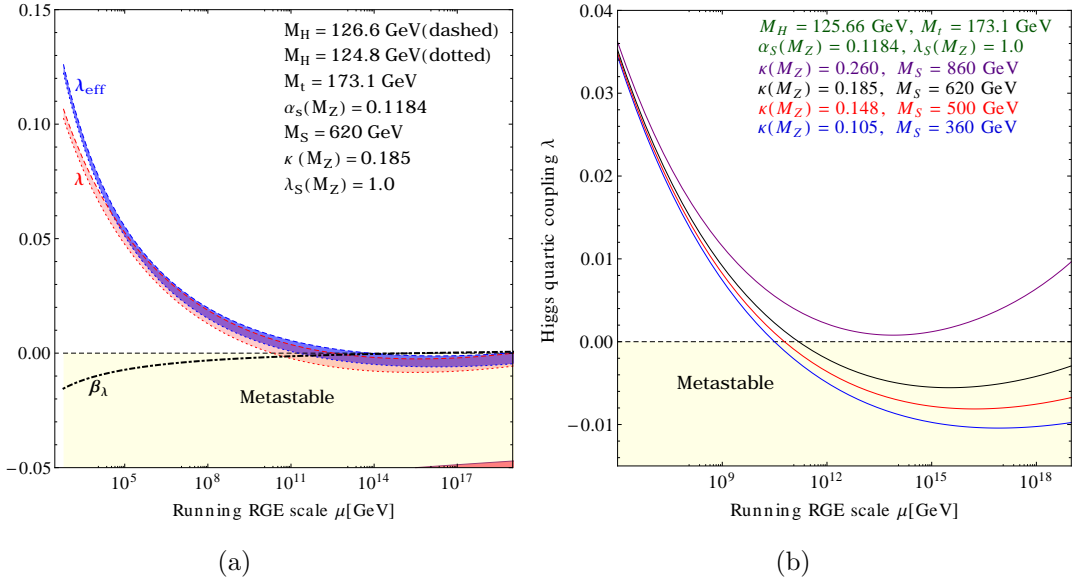 M_H = 126.6 GeV(dashed)
M_H = 124.8 GeV(dotted)
M_t = 173.1 GeV
α_s(M_Z) = 0.1184
M_S = 620 GeV
κ (M_Z) = 0.185
λ_S(M_Z) = 1.0
λ_eff
λ
β_λ
Metastable
0.10
0.05
0.00
−0.05
10^5
10^8
10^11
10^14
10^17
Running RGE scale μ[GeV]
(a)
M_H = 125.66 GeV, M_t = 173.1 GeV
α_S(M_Z) = 0.1184, λ_S(M_Z) = 1.0
κ(M_Z) = 0.260, M_S = 860 GeV
κ(M_Z) = 0.185, M_S = 620 GeV
κ(M_Z) = 0.148, M_S = 500 GeV
κ(M_Z) = 0.105, M_S = 360 GeV
Higgs quartic coupling λ
Metastable
0.04
0.03
0.02
0.01
0.00
−0.01
10^9
10^12
10^15
10^18
Running RGE scale μ[GeV]
(b)